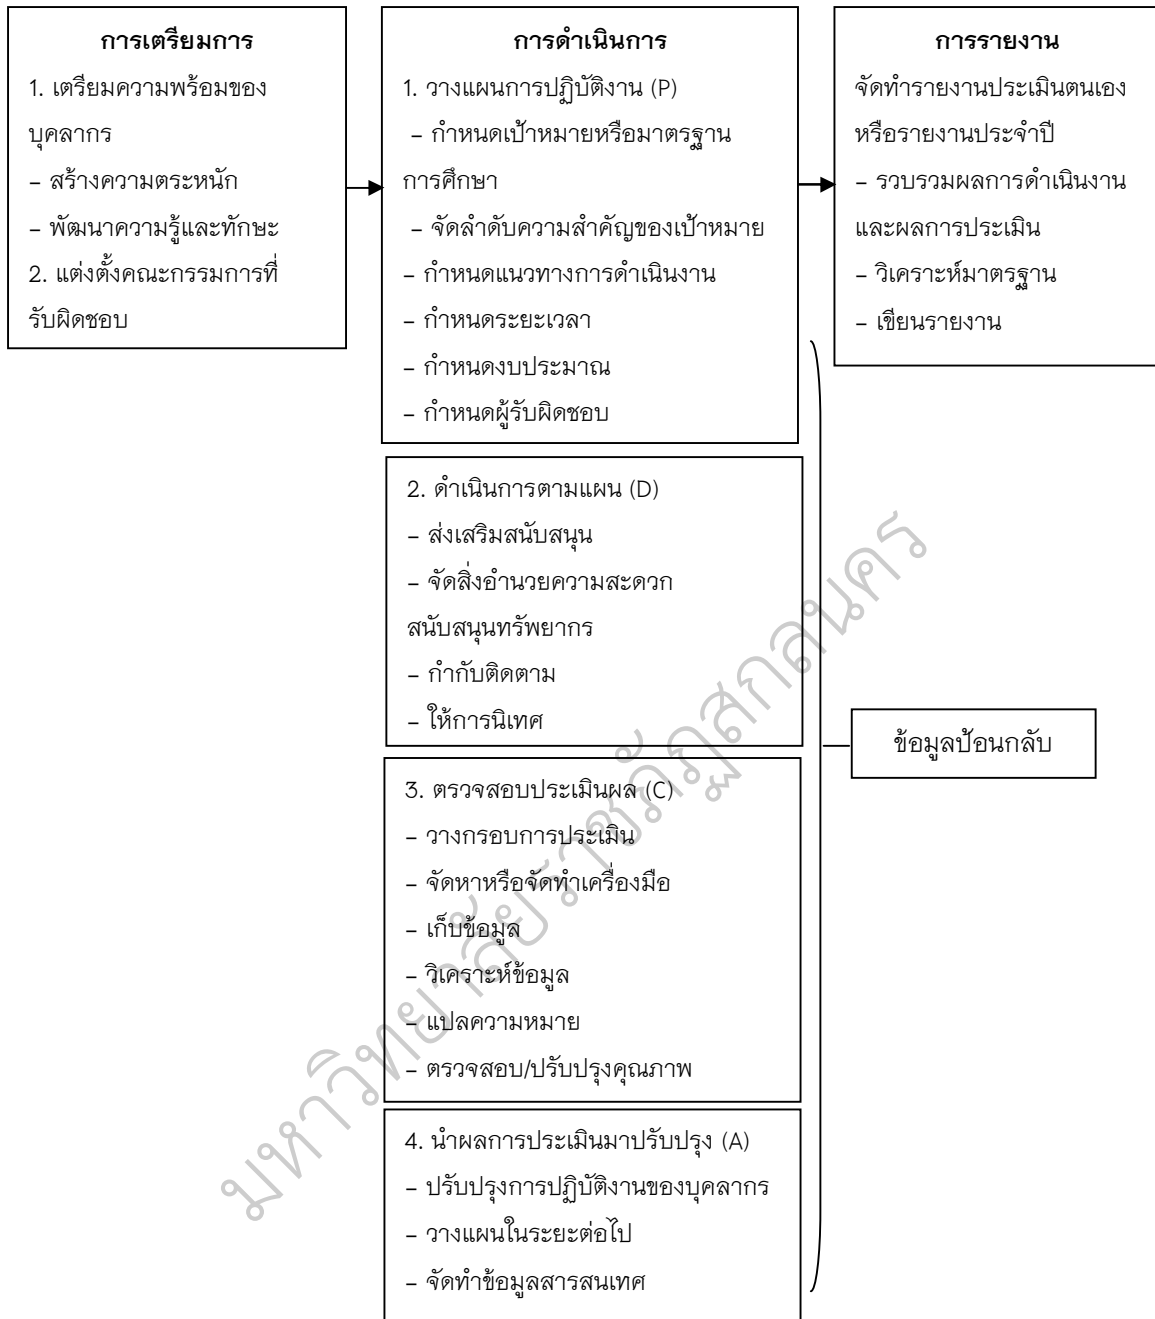 การเตรียมการ
1. เตรียมความพร้อมของ
บุคลากร
– สร้างความตระหนัก
– พัฒนาความรู้และทักษะ
2. แต่งตั้งคณะกรรมการที่
รับผิดชอบ
การดำเนินการ
1. วางแผนการปฏิบัติงาน (P)
– กำหนดเป้าหมายหรือมาตรฐาน
การศึกษา
– จัดลำดับความสำคัญของเป้าหมาย
– กำหนดแนวทางการดำเนินงาน
– กำหนดระยะเวลา
– กำหนดงบประมาณ
– กำหนดผู้รับผิดชอบ
2. ดำเนินการตามแผน (D)
– ส่งเสริมสนับสนุน
– จัดสิ่งอำนวยความสะดวก
สนับสนุนทรัพยากร
– กำกับติดตาม
– ให้การนิเทศ
3. ตรวจสอบประเมินผล (C)
– วางกรอบการประเมิน
– จัดหาหรือจัดทำเครื่องมือ
– เก็บข้อมูล
– วิเคราะห์ข้อมูล
– แปลความหมาย
– ตรวจสอบ/ปรับปรุงคุณภาพ
4. นำผลการประเมินมาปรับปรุง (A)
– ปรับปรุงการปฏิบัติงานของบุคลากร
– วางแผนในระยะต่อไป
– จัดทำข้อมูลสารสนเทศ
การรายงาน
จัดทำรายงานประเมินตนเอง
หรือรายงานประจำปี
– รวบรวมผลการดำเนินงาน
และผลการประเมิน
– วิเคราะห์มาตรฐาน
– เขียนรายงาน
ข้อมูลป้อนกลับ
มหาวิทยาลัยราชภัฏสกลนคร